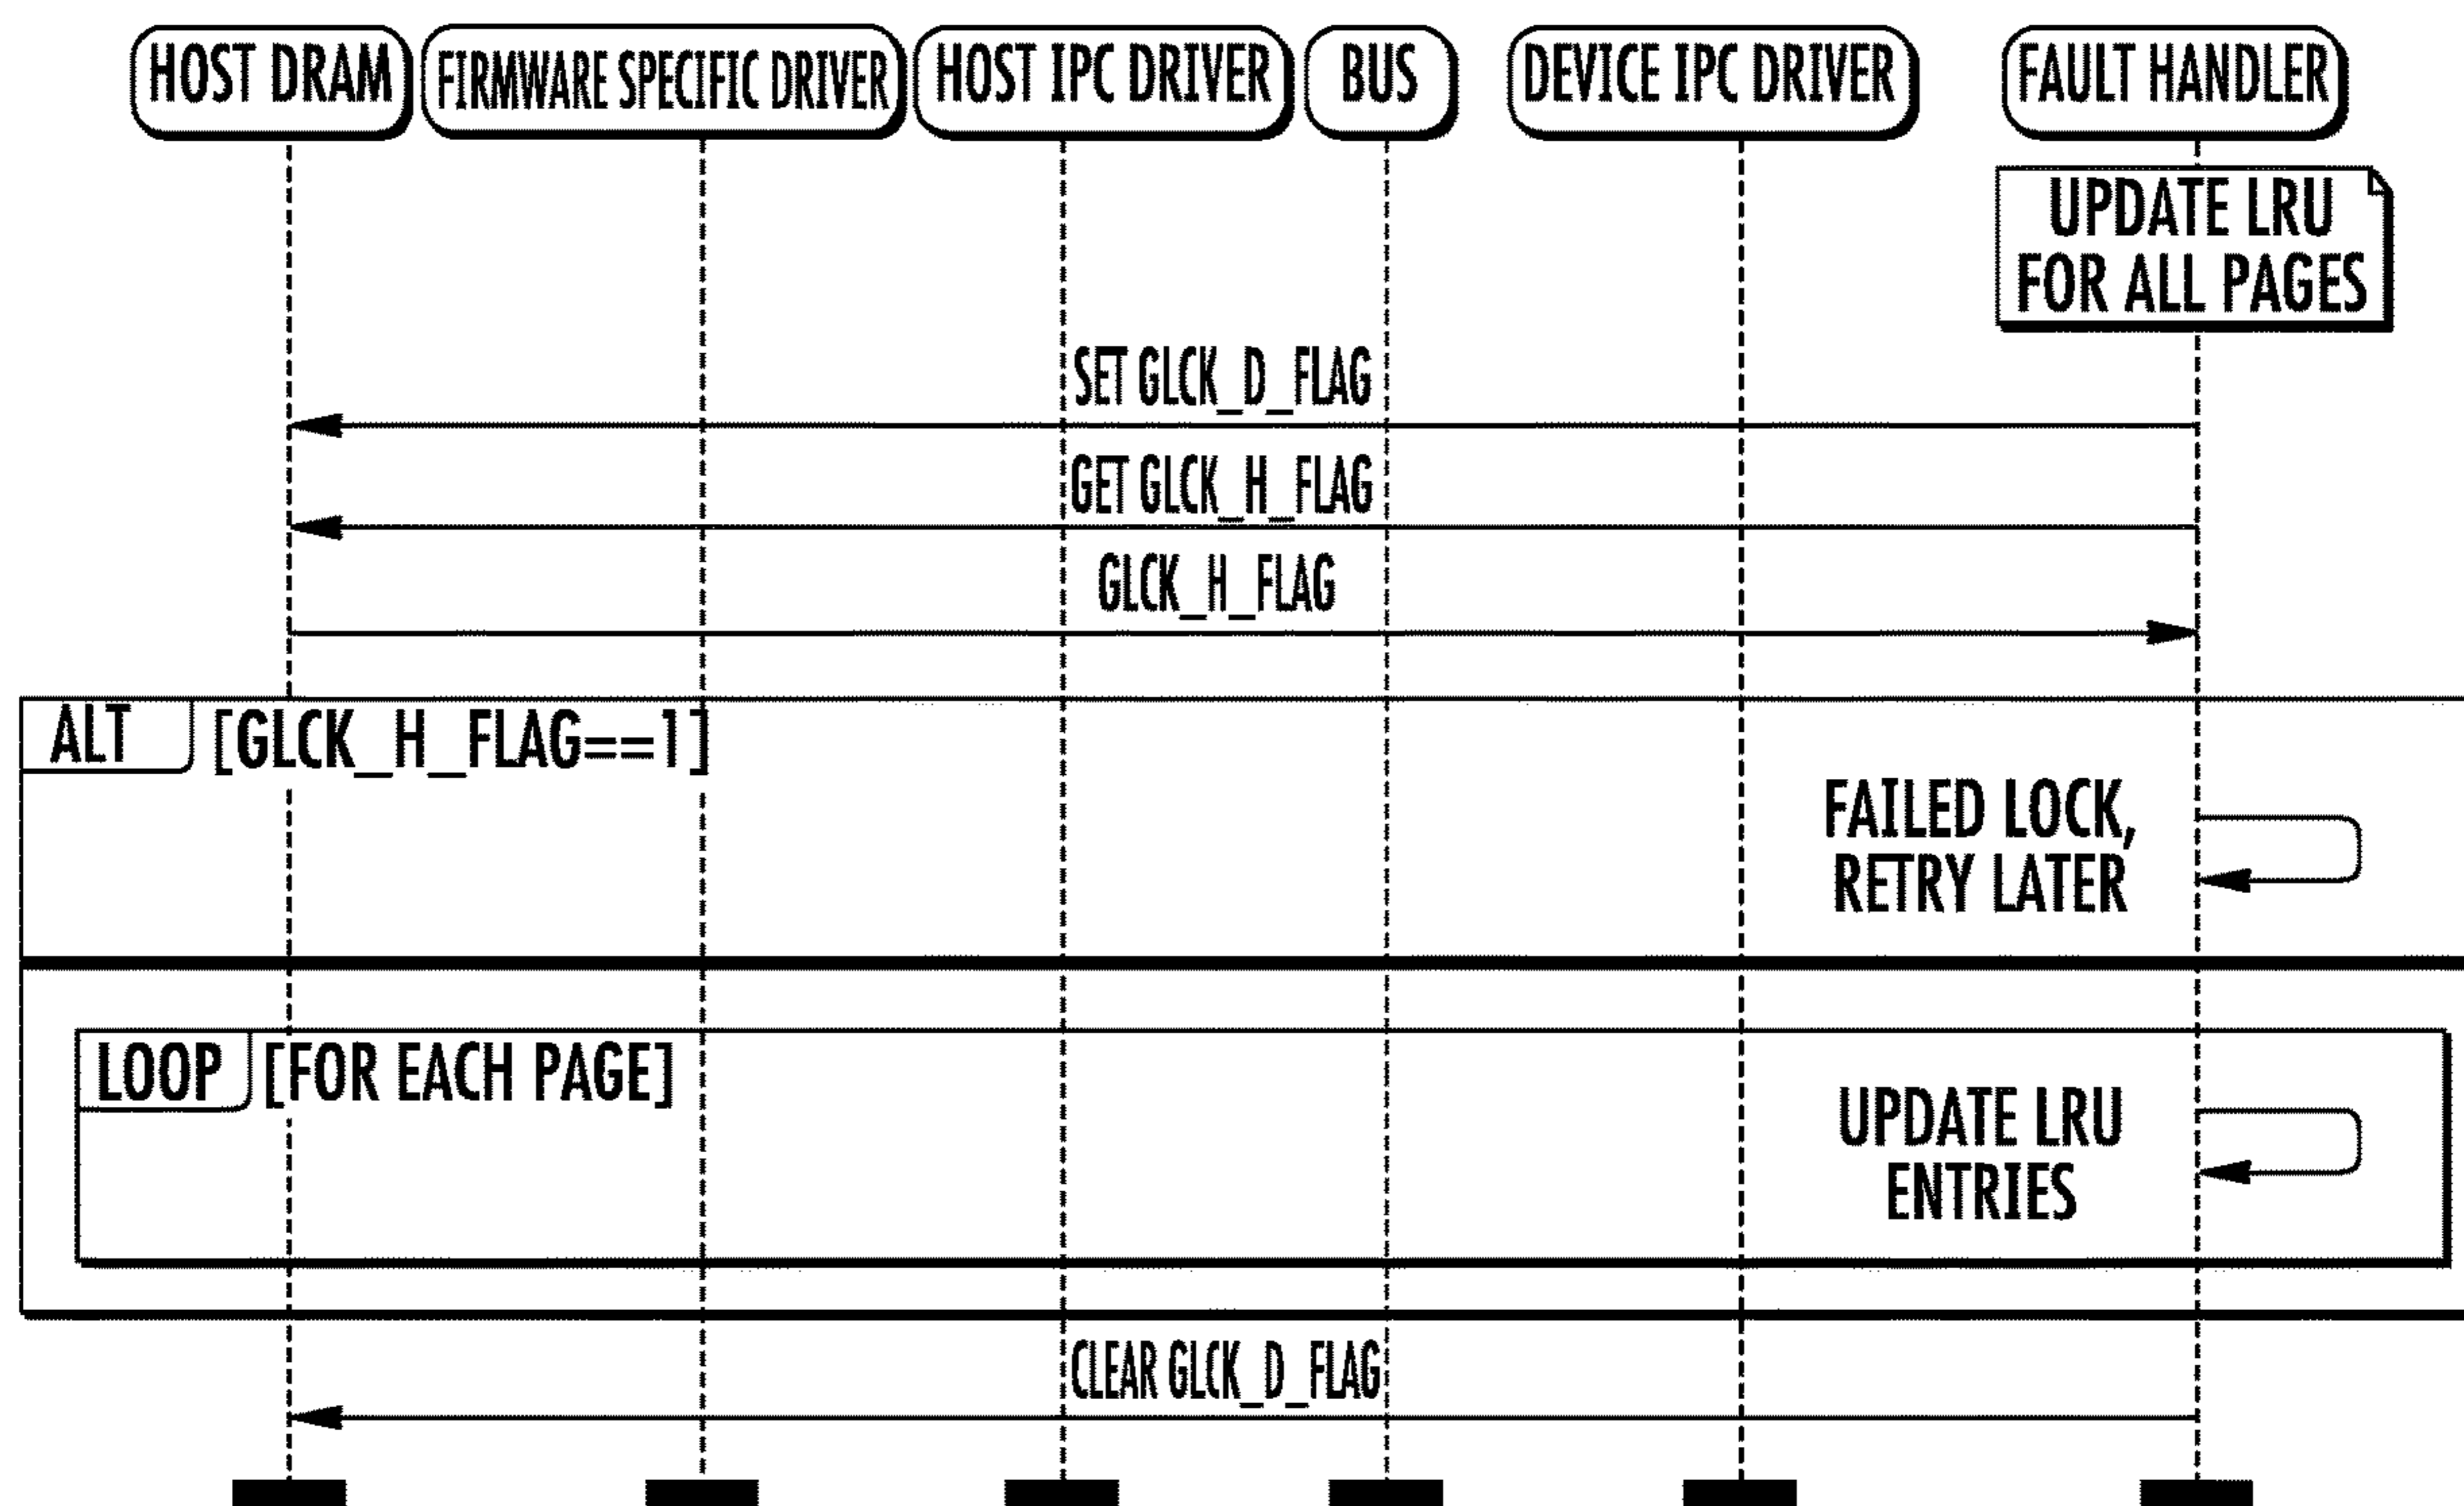 HOST DRAM
FIRMWARE SPECIFIC DRIVER
HOST IPC DRIVER
BUS
DEVICE IPC DRIVER
FAULT HANDLER
UPDATE LRU
FOR ALL PAGES
SET GLCK_D_FLAG
GET GLCK_H_FLAG
GLCK_H_FLAG
ALT [GLCK_H_FLAG==1]
FAILED LOCK,
RETRY LATER
LOOP [FOR EACH PAGE]
UPDATE LRU
ENTRIES
CLEAR GLCK_D_FLAG